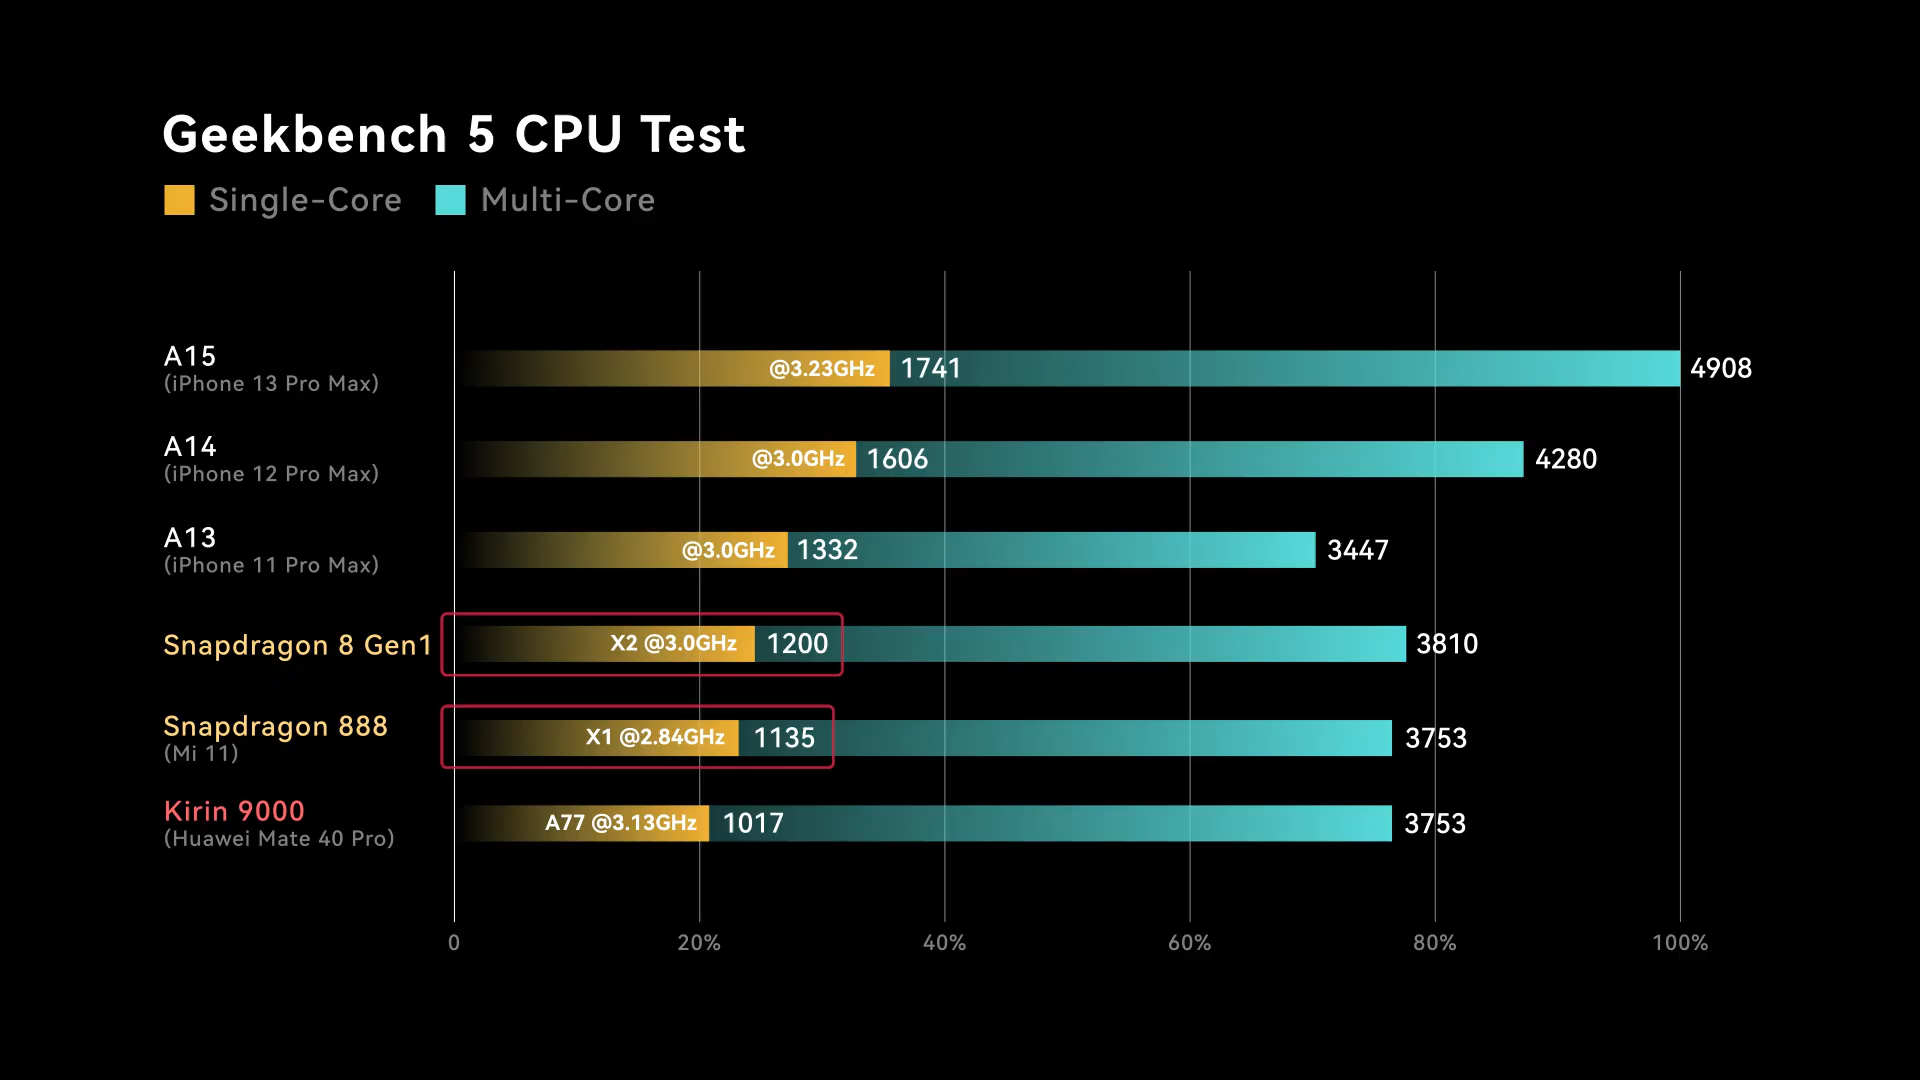 Geekbench 5 CPU Test
Single-Core Multi-Core
A15
(iPhone 13 Pro Max)
@3.23GHz 1741 4908
A14
(iPhone 12 Pro Max)
@3.0GHz 1606 4280
A13
(iPhone 11 Pro Max)
@3.0GHz 1332 3447
Snapdragon 8 Gen1
X2 @3.0GHz 1200 3810
Snapdragon 888
(Mi 11)
X1 @2.84GHz 1135 3753
Kirin 9000
(Huawei Mate 40 Pro)
A77 @3.13GHz 1017 3753
0 20% 40% 60% 80% 100%